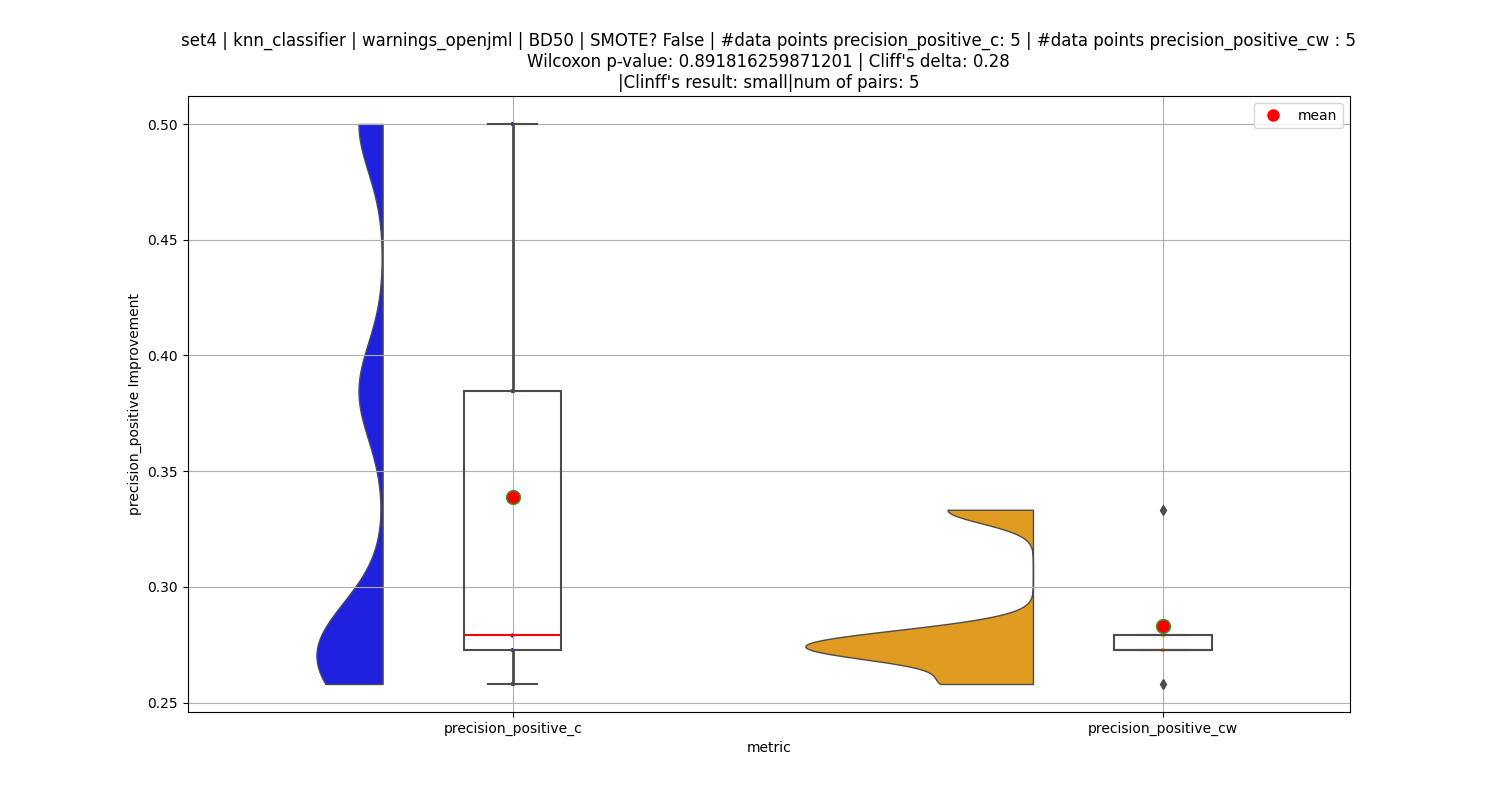 set4 | knn_classifier | warnings_openjml | BD50 | SMOTE? False | #data points precision_positive_c: 5 | #data points precision_positive_cw : 5
Wilcoxon p-value: 0.891816259871201 | Cliff's delta: 0.28
|Clinff's result: small|num of pairs: 5
mean
precision_positive Improvement
0.50
0.45
0.40
0.35
0.30
0.25
precision_positive_c
precision_positive_cw
metric